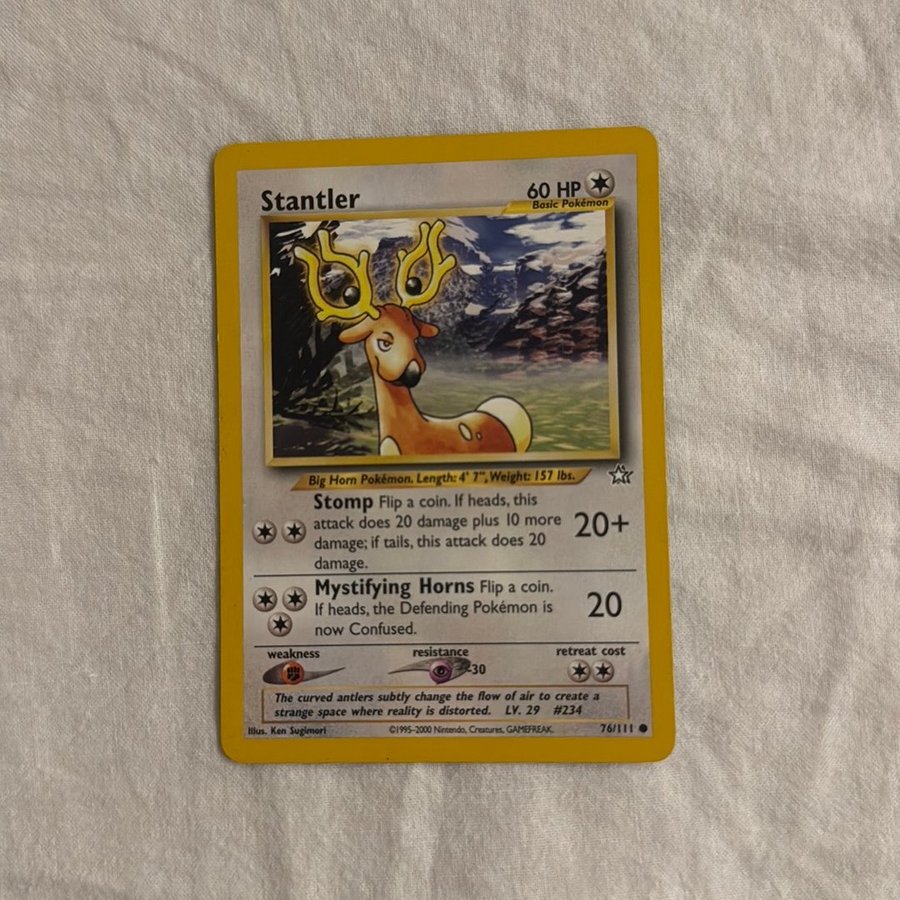 Stantler
60 HP
Basic Pokémon
Big Horn Pokémon. Length: 4' 7", Weight: 157 lbs.
Stomp Flip a coin. If heads, this
attack does 20 damage plus 10 more
damage; if tails, this attack does 20
damage.
20+
Mystifying Horns Flip a coin.
If heads, the Defending Pokémon is
now Confused.
20
weakness
resistance
retreat cost
-30
The curved antlers subtly change the flow of air to create a
strange space where reality is distorted. LV. 29 #234
Illus. Ken Sugimori
©1995-2000 Nintendo, Creatures, GAMEFREAK.
76/111